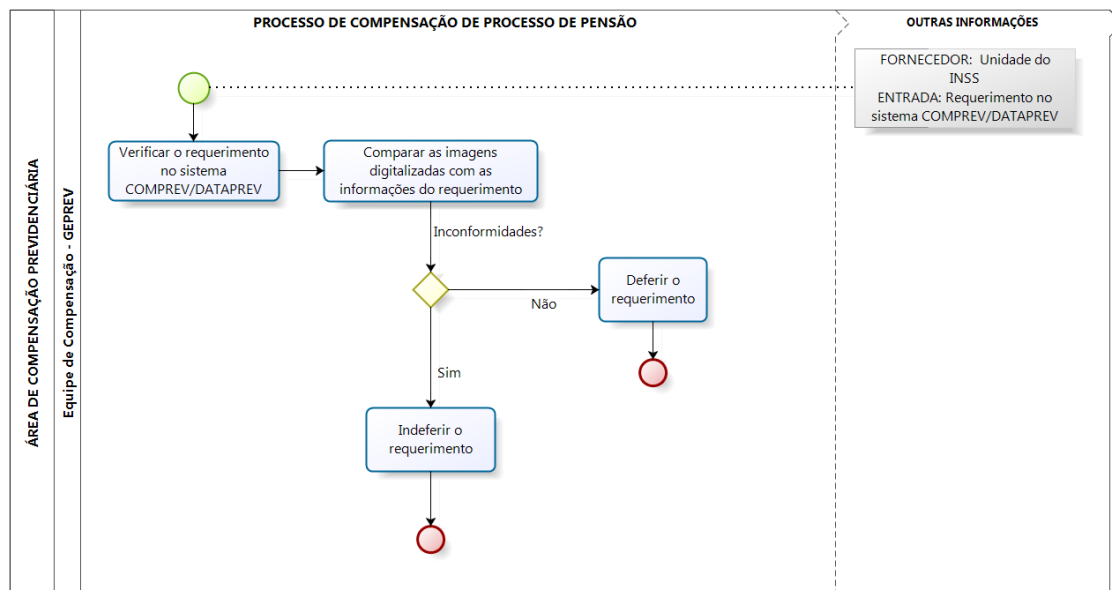 PROCESSO DE COMPENSAÇÃO DE PROCESSO DE PENSÃO
OUTRAS INFORMAÇÕES
ÁREA DE COMPENSAÇÃO PREVIDENCIÁRIA
Equipe de Compensação - GEPREV
FORNECEDOR: Unidade do
INSS
ENTRADA: Requerimento no
sistema COMPREV/DATAPREV
Verificar o requerimento
no sistema
COMPREV/DATAPREV
Comparar as imagens
digitalizadas com as
informações do requerimento
Inconformidades?
Não
Deferir o
requerimento
Sim
Indeferir o
requerimento